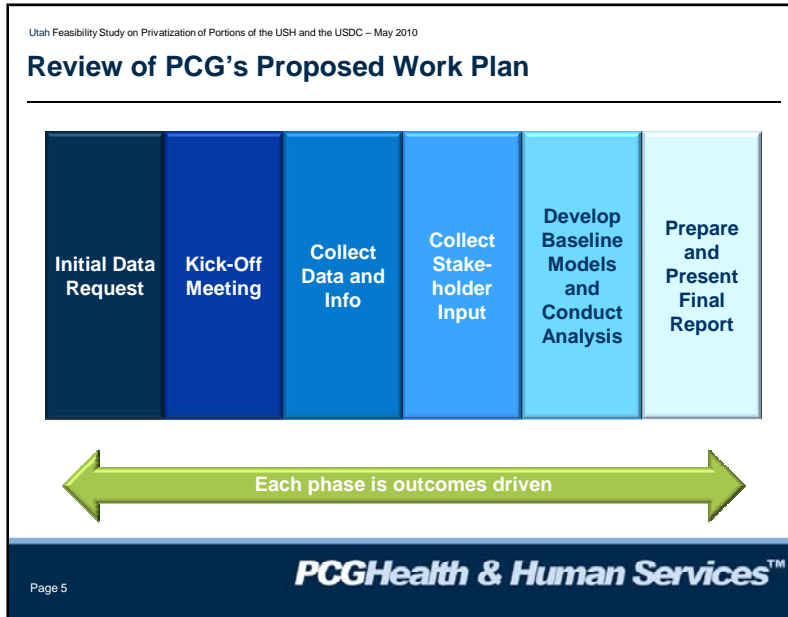 Utah Feasibility Study on Privatization of Portions of the USH and the USDC – May 2010
Review of PCG's Proposed Work Plan
Initial Data
Request
Kick-Off
Meeting
Collect
Data and
Info
Collect
Stake-
holder
Input
Develop
Baseline
Models
and
Conduct
Analysis
Prepare
and
Present
Final
Report
Each phase is outcomes driven
Page 5
PCGHealth & Human Services™